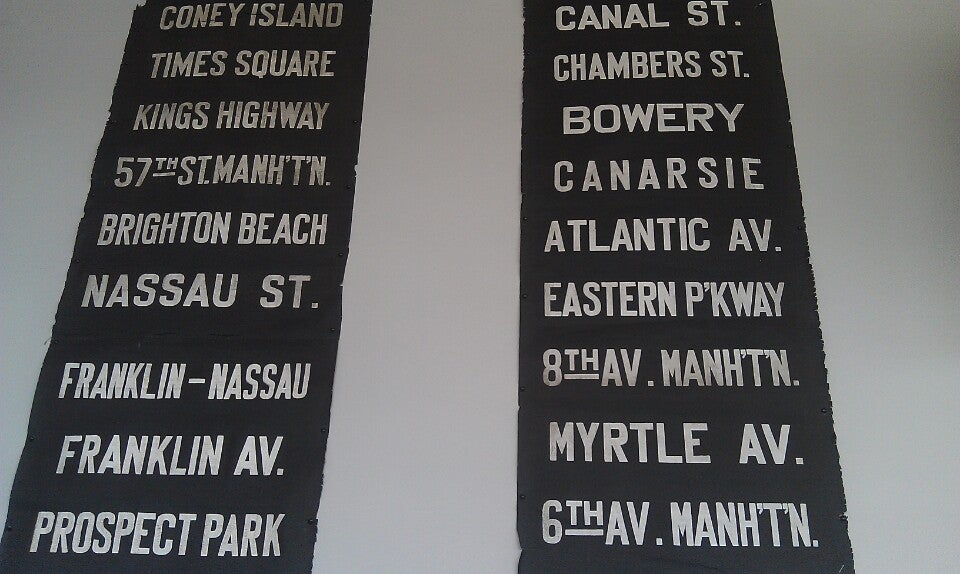 CONEY ISLAND
TIMES SQUARE
KINGS HIGHWAY
57TH ST. MANH'T'N.
BRIGHTON BEACH
NASSAU ST.
FRANKLIN-NASSAU
FRANKLIN AV.
PROSPECT PARK
CANAL ST.
CHAMBERS ST.
BOWERY
CANARSIE
ATLANTIC AV.
EASTERN P'KWAY
8TH AV. MANH'T'N.
MYRTLE AV.
6TH AV. MANH'T'N.